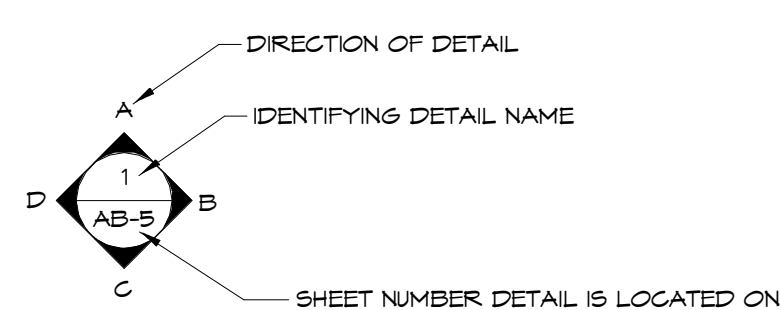 DIRECTION OF DETAIL
A
IDENTIFYING DETAIL NAME
1
D
B
AB-5
C
SHEET NUMBER DETAIL IS LOCATED ON